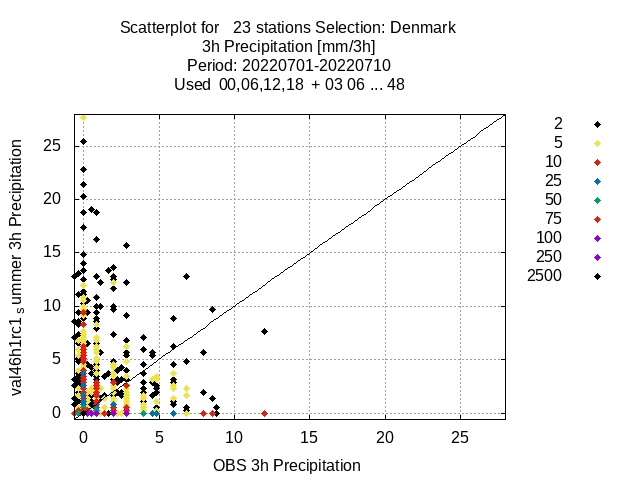 Scatterplot for 23 stations Selection: Denmark
3h Precipitation [mm/3h]
Period: 20220701-20220710
Used 00,06,12,18 + 03 06 ... 48
val46h1rc1 s ummer 3h Precipitation
25
20
15
10
5
0
0 5 10 15 20 25
OBS 3h Precipitation
2
5
10
25
50
75
100
250
2500